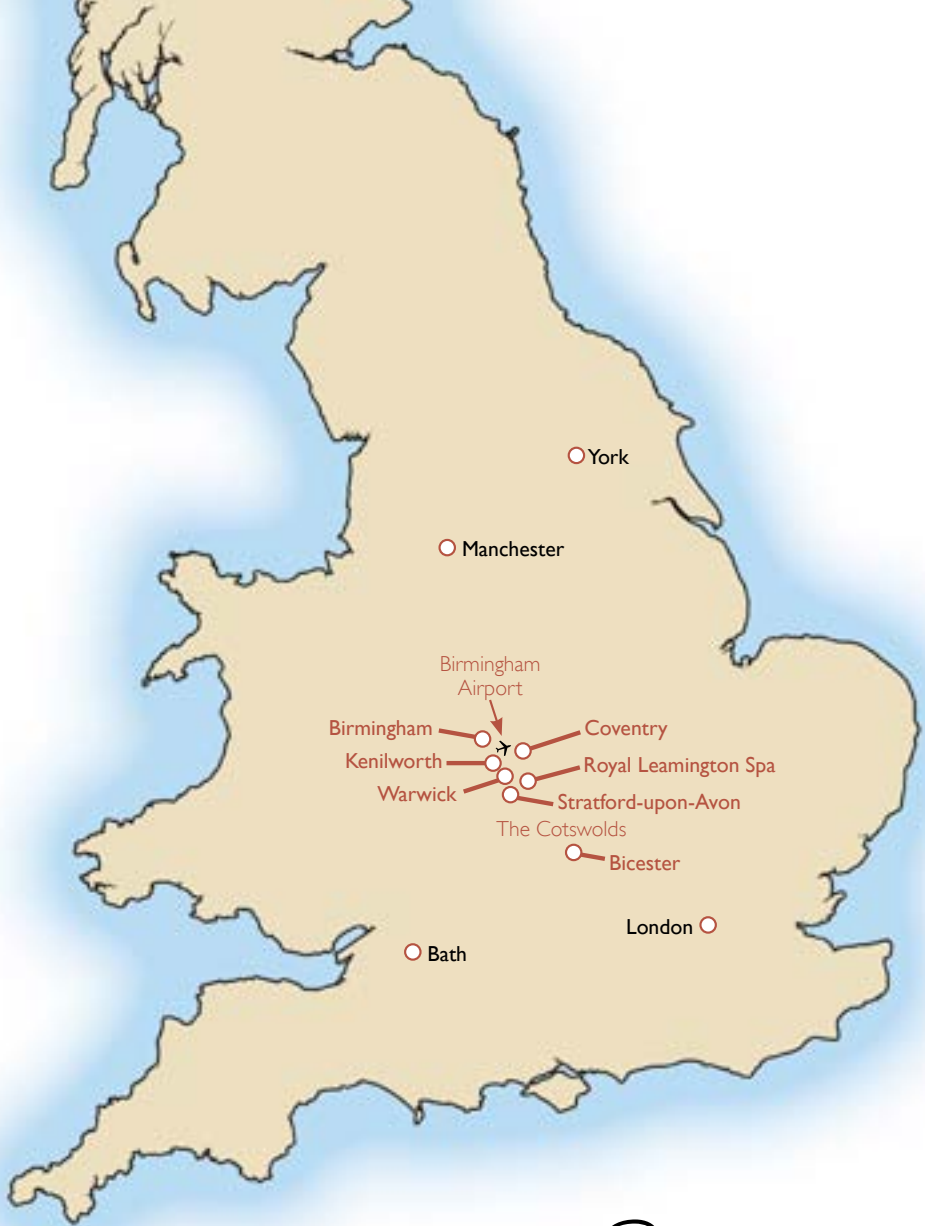 York
Manchester
Birmingham
Airport
Birmingham
Coventry
Kenilworth
Royal Leamington Spa
Warwick
Stratford-upon-Avon
The Cotswolds
Bicester
London
Bath